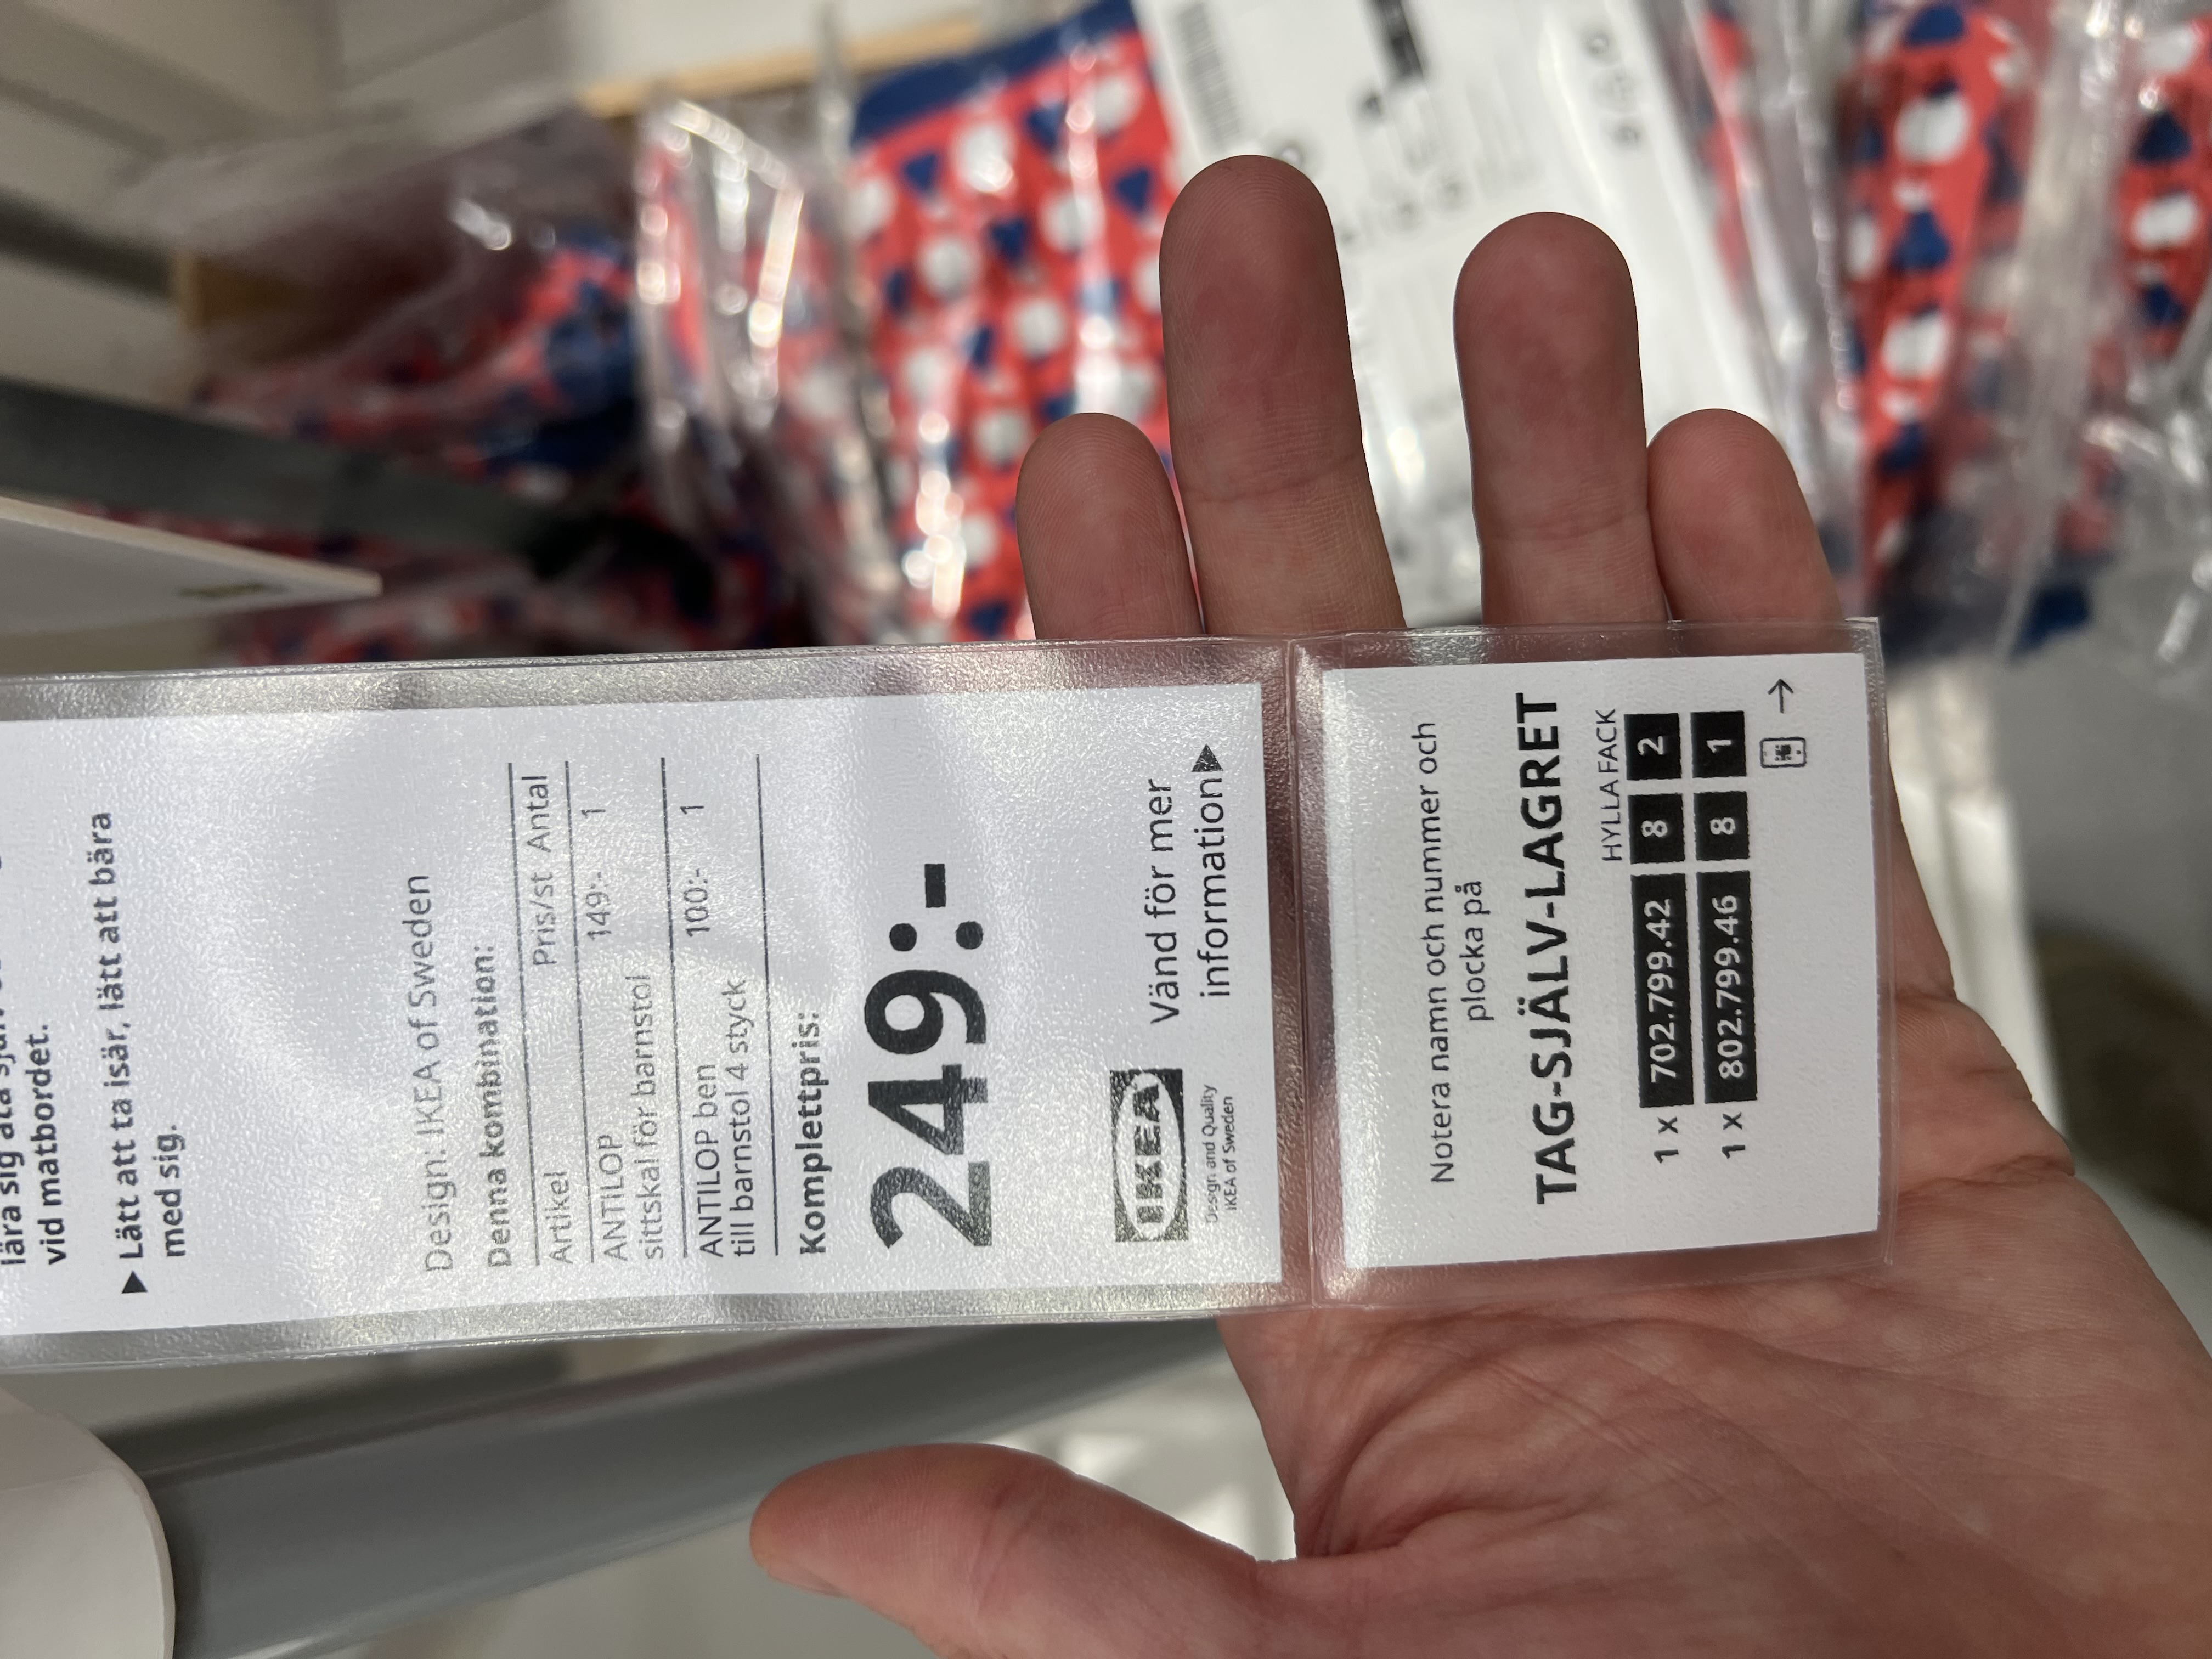 lära sig äta
vid matbordet.
▶ Lätt att ta isär, lätt att bära
med sig.
Design: IKEA of Sweden
Denna kombination:
Artikel Pris/st Antal
ANTILOP 149:- 1
sittskal för barnstol
ANTILOP ben 100:- 1
till barnstol 4 styck
Komplettpris:
249:-
IKEA
Design and Quality
IKEA of Sweden
Vänd för mer
information▶
Notera namn och nummer och
plocka på
TAG-SJÄLV-LAGRET
HYLLA FACK
1 x 702.799.42 8 2
1 x 802.799.46 8 1
→